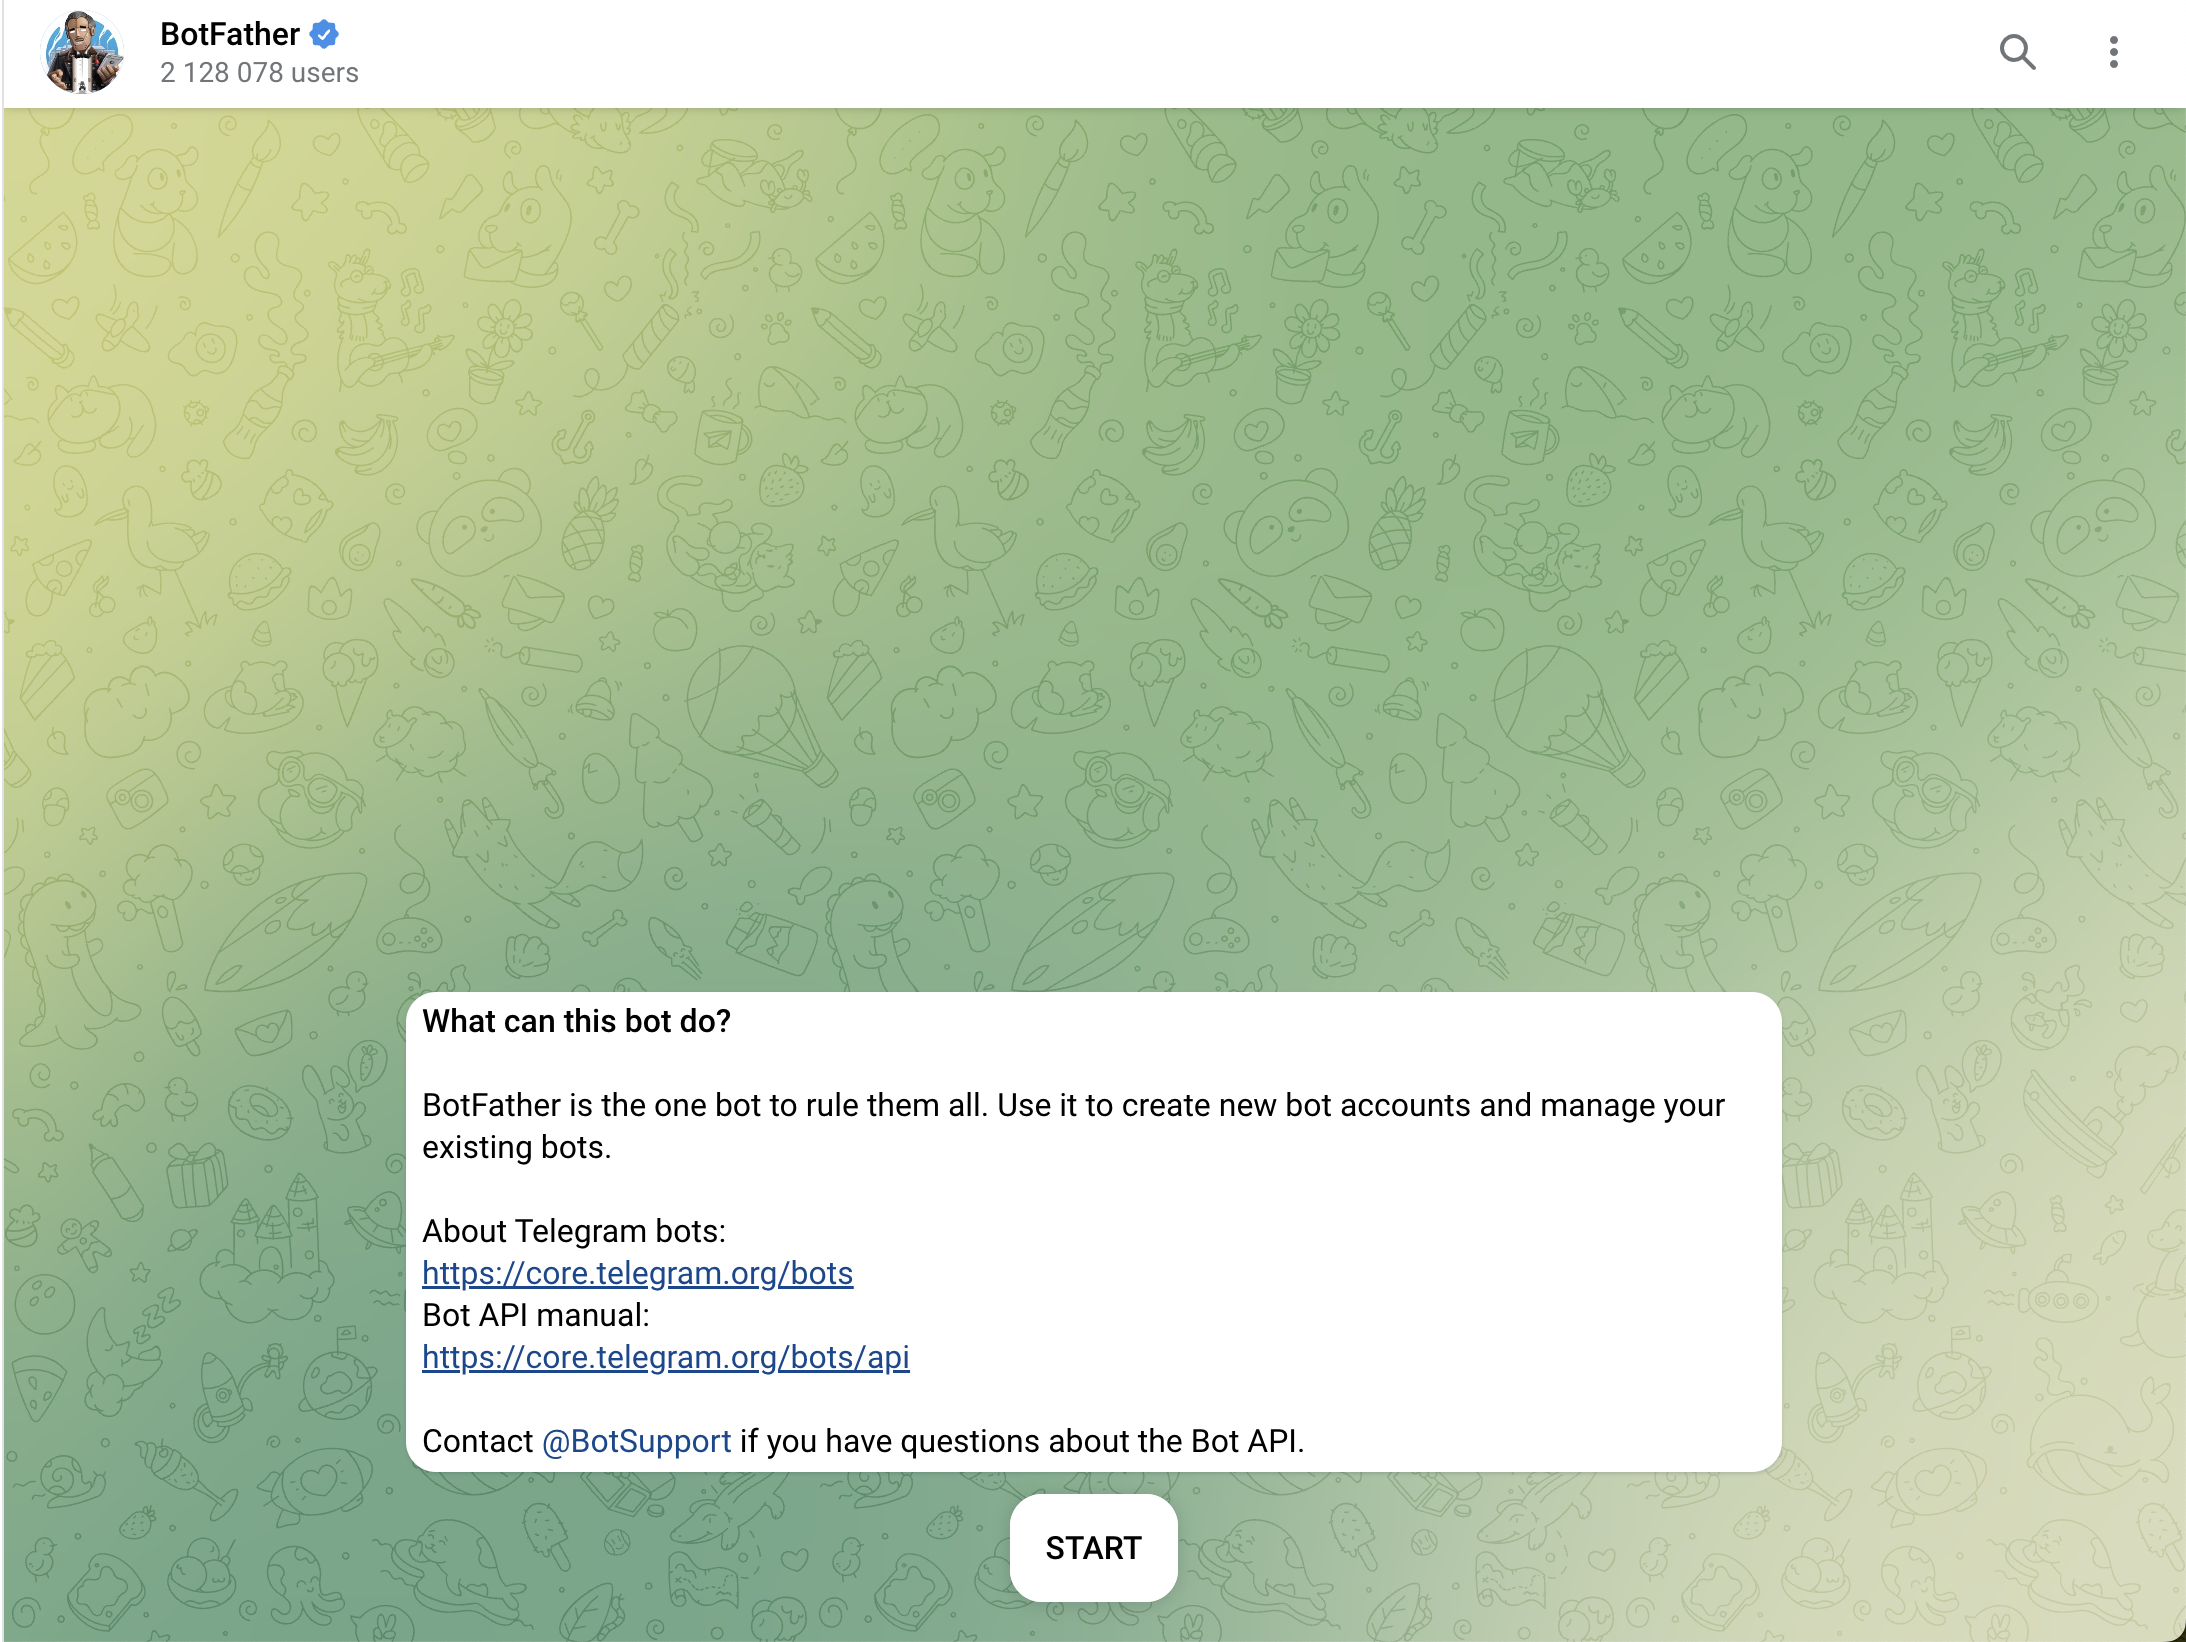 BotFather
2 128 078 users
What can this bot do?
BotFather is the one bot to rule them all. Use it to create new bot accounts and manage your
existing bots.
About Telegram bots:
https://core.telegram.org/bots
Bot API manual:
https://core.telegram.org/bots/api
Contact @BotSupport if you have questions about the Bot API.
START